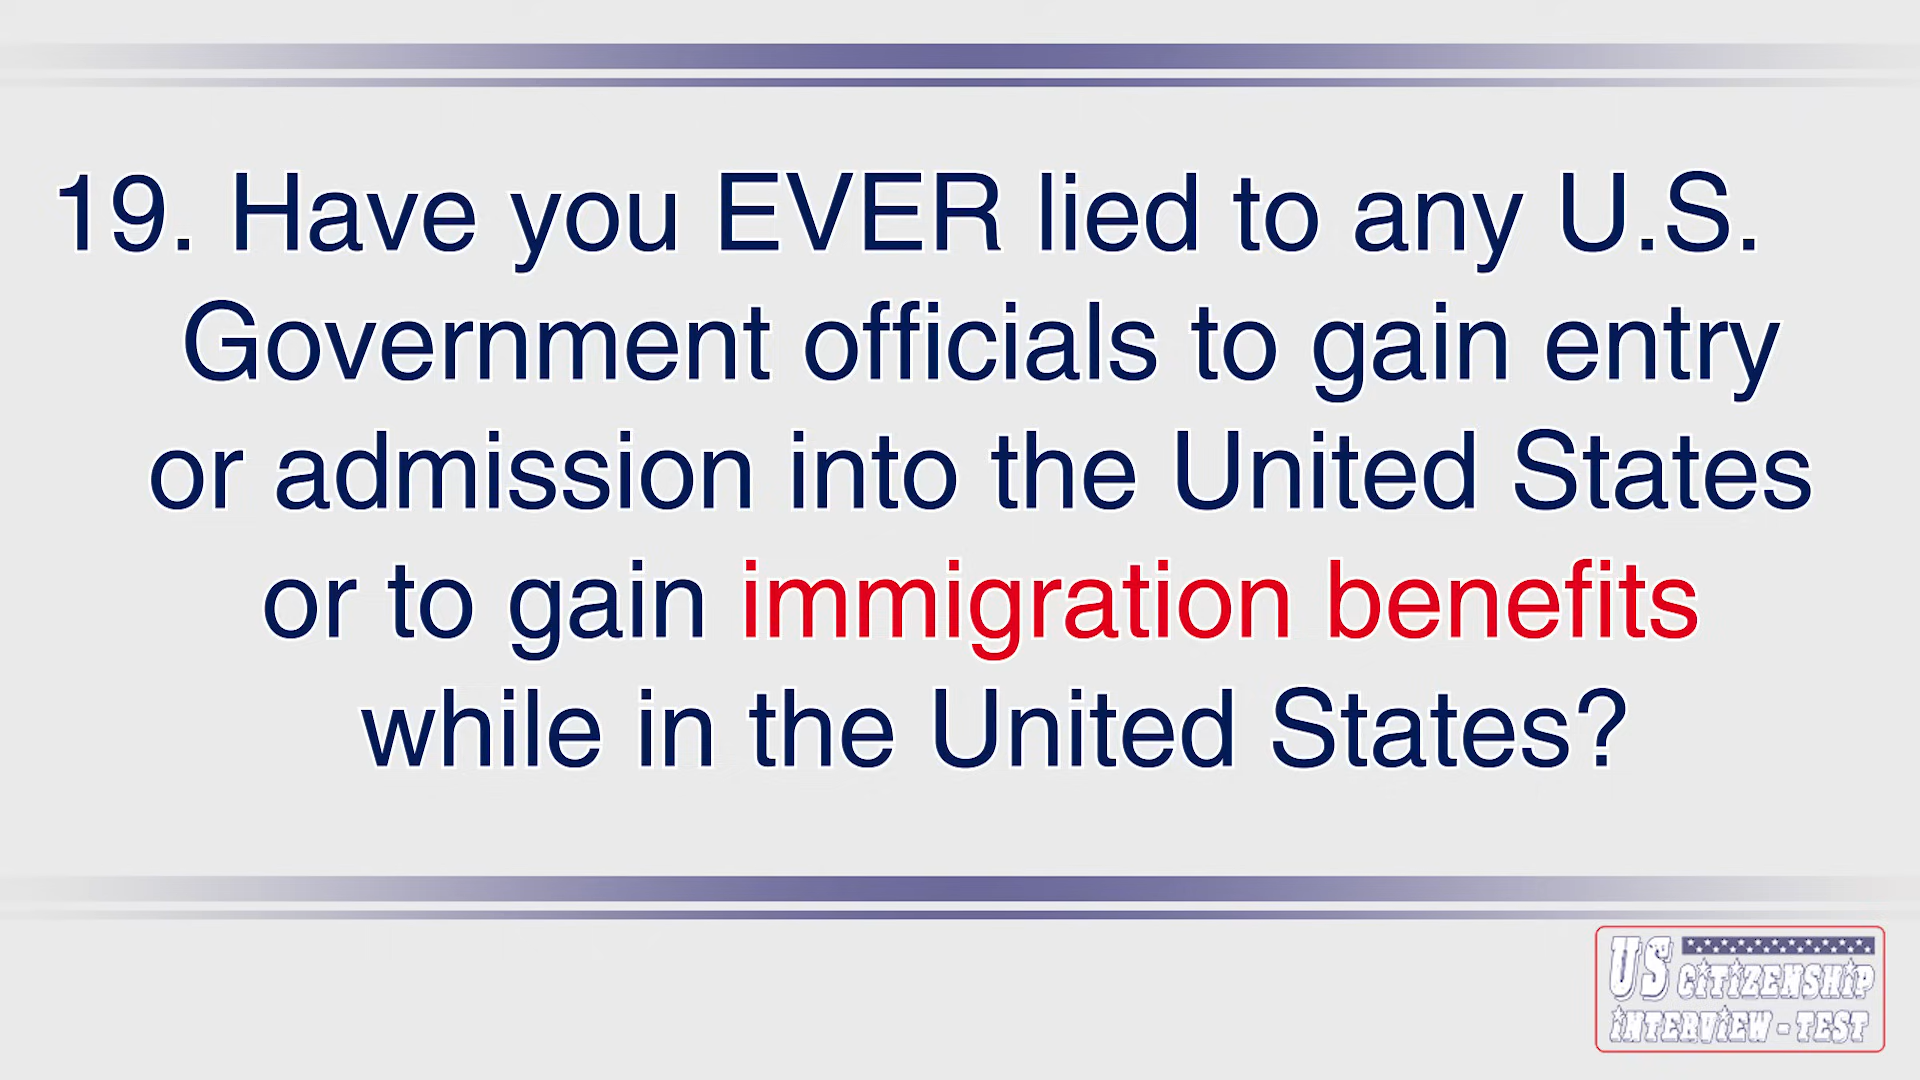 19. Have you EVER lied to any U.S.
Government officials to gain entry
or admission into the United States
or to gain immigration benefits
while in the United States?
US CITIZENSHIP
INTERVIEW - TEST